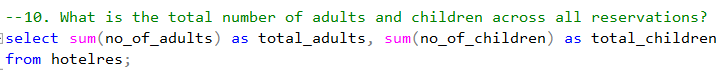 --10. What is the total number of adults and children across all reservations?
select sum(no_of_adults) as total_adults, sum(no_of_children) as total_children
from hotelres;